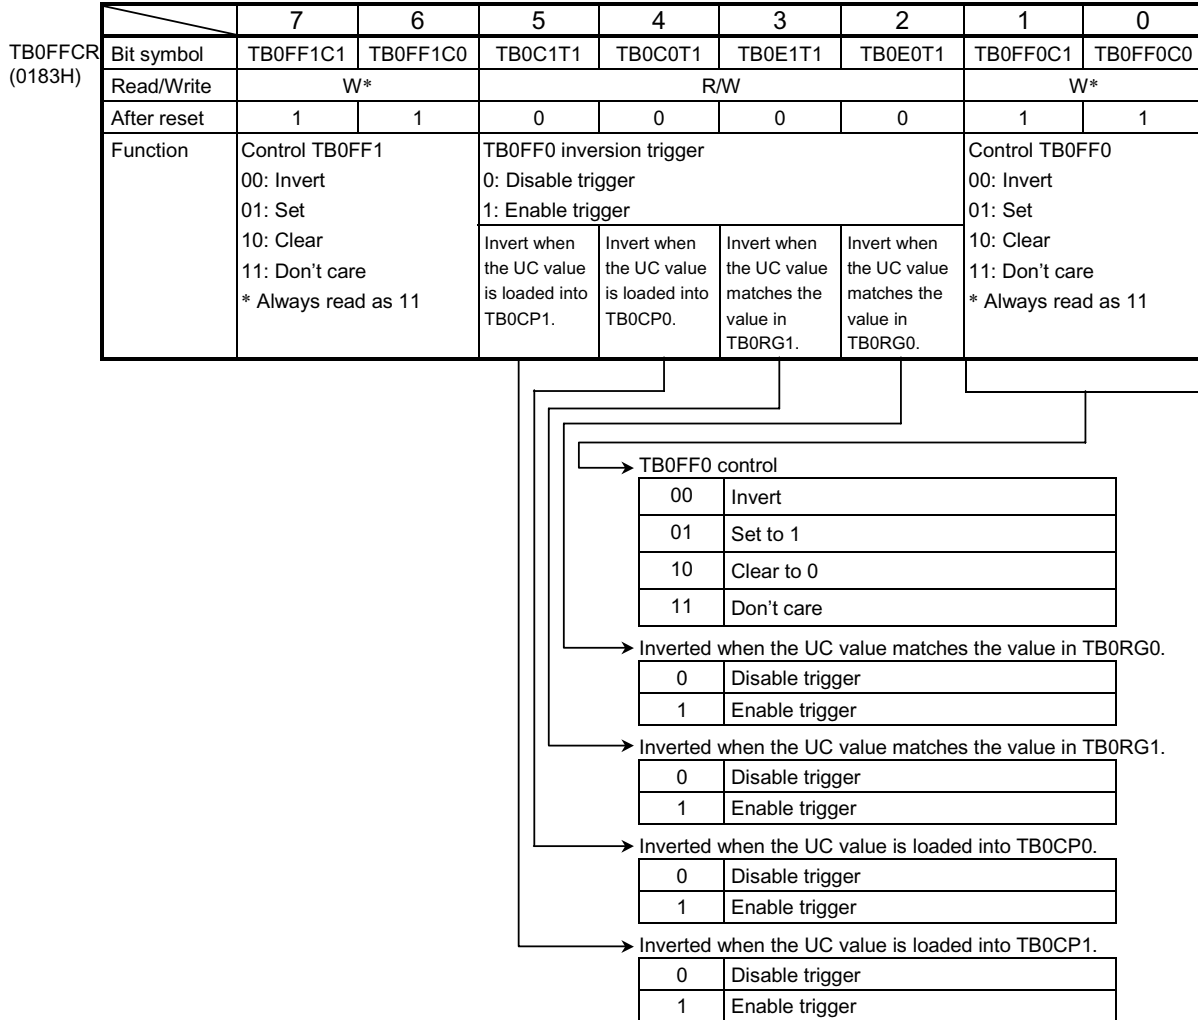 7 6 5 4 3 2 1 0
TB0FFCR Bit symbol TB0FF1C1 TB0FF1C0 TB0C1T1 TB0C0T1 TB0E1T1 TB0E0T1 TB0FF0C1 TB0FF0C0
(0183H) Read/Write W* R/W W*
After reset 1 1 0 0 0 0 1 1
Function Control TB0FF1 TB0FF0 inversion trigger Control TB0FF0
00: Invert 0: Disable trigger 00: Invert
01: Set 1: Enable trigger 01: Set
10: Clear Invert when Invert when Invert when Invert when 10: Clear
11: Don't care the UC value the UC value the UC value the UC value 11: Don't care
* Always read as 11 is loaded into is loaded into matches the matches the * Always read as 11
TB0CP1. TB0CP0. value in value in
TB0RG1. TB0RG0.
TB0FF0 control
00 Invert
01 Set to 1
10 Clear to 0
11 Don't care
Inverted when the UC value matches the value in TB0RG0.
0 Disable trigger
1 Enable trigger
Inverted when the UC value matches the value in TB0RG1.
0 Disable trigger
1 Enable trigger
Inverted when the UC value is loaded into TB0CP0.
0 Disable trigger
1 Enable trigger
Inverted when the UC value is loaded into TB0CP1.
0 Disable trigger
1 Enable trigger